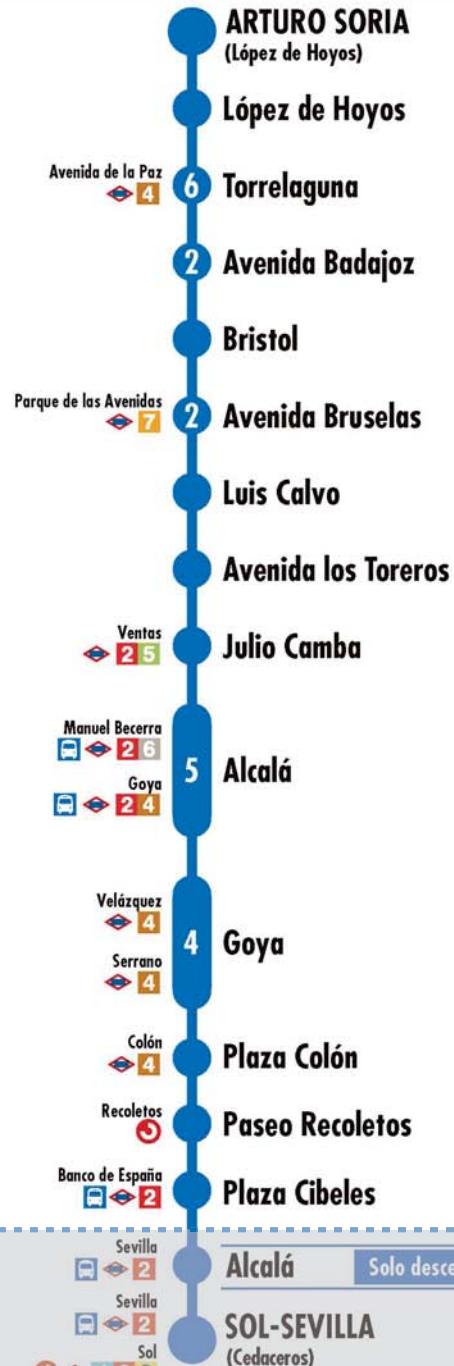 ARTURO SORIA
(López de Hoyos)
López de Hoyos
Avenida de la Paz
4
6
Torrelaguna
2
Avenida Badajoz
Bristol
Parque de las Avenidas
7
2
Avenida Bruselas
Luis Calvo
Avenida los Toreros
Ventas
2 5
Julio Camba
Manuel Becerra
2 6
Goya
2 4
5
Alcalá
Velázquez
4
Serrano
4
4
Goya
Colón
4
Plaza Colón
Recoletos
Paseo Recoletos
Banco de España
2
Plaza Cibeles
Sevilla
2
Alcalá
Solo desce
Sevilla
2
SOL-SEVILLA
(Cedaceros)
Sol